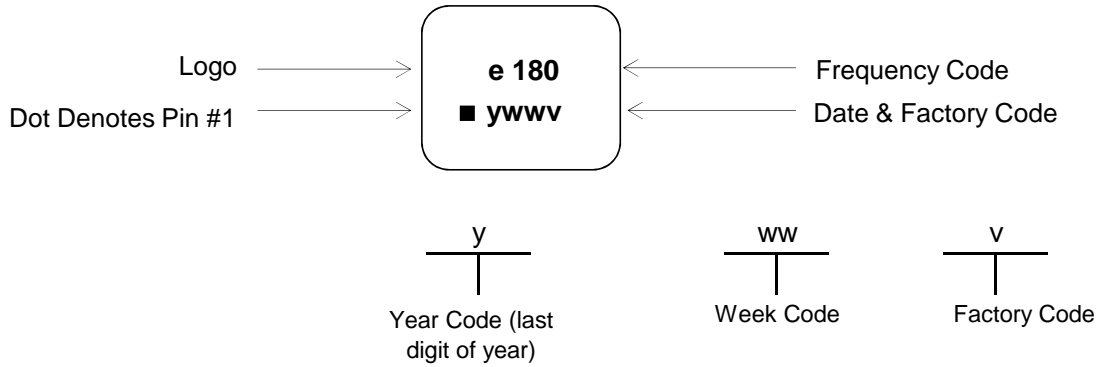 Logo
e 180
Frequency Code
Dot Denotes Pin #1
■ ywwv
Date & Factory Code
y
ww
v
Year Code (last
digit of year)
Week Code
Factory Code